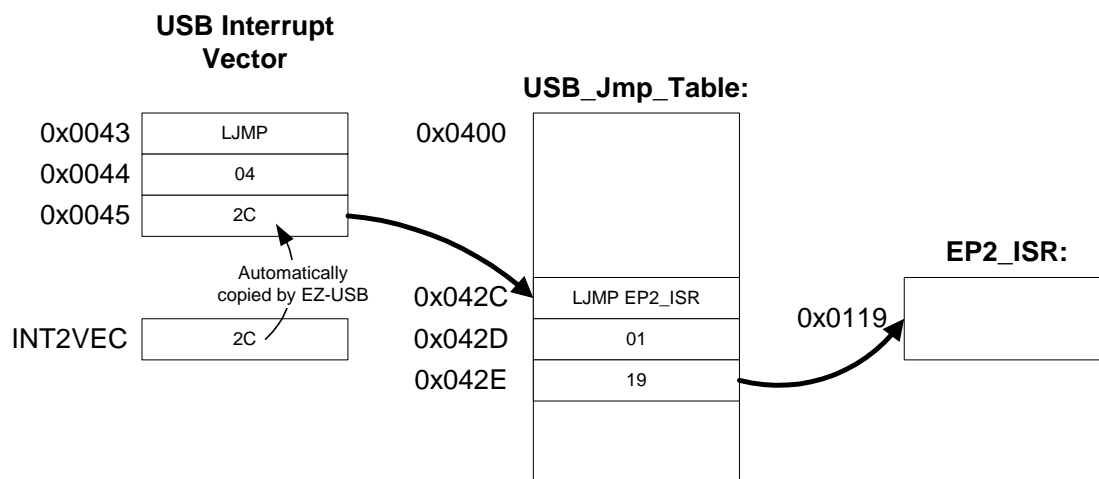 USB Interrupt
Vector
USB_Jmp_Table:
0x0043 LJMP 0x0400
0x0044 04
0x0045 2C
EP2_ISR:
Automatically
copied by EZ-USB
0x042C LJMP EP2_ISR
0x0119
INT2VEC 2C 0x042D 01
0x042E 19